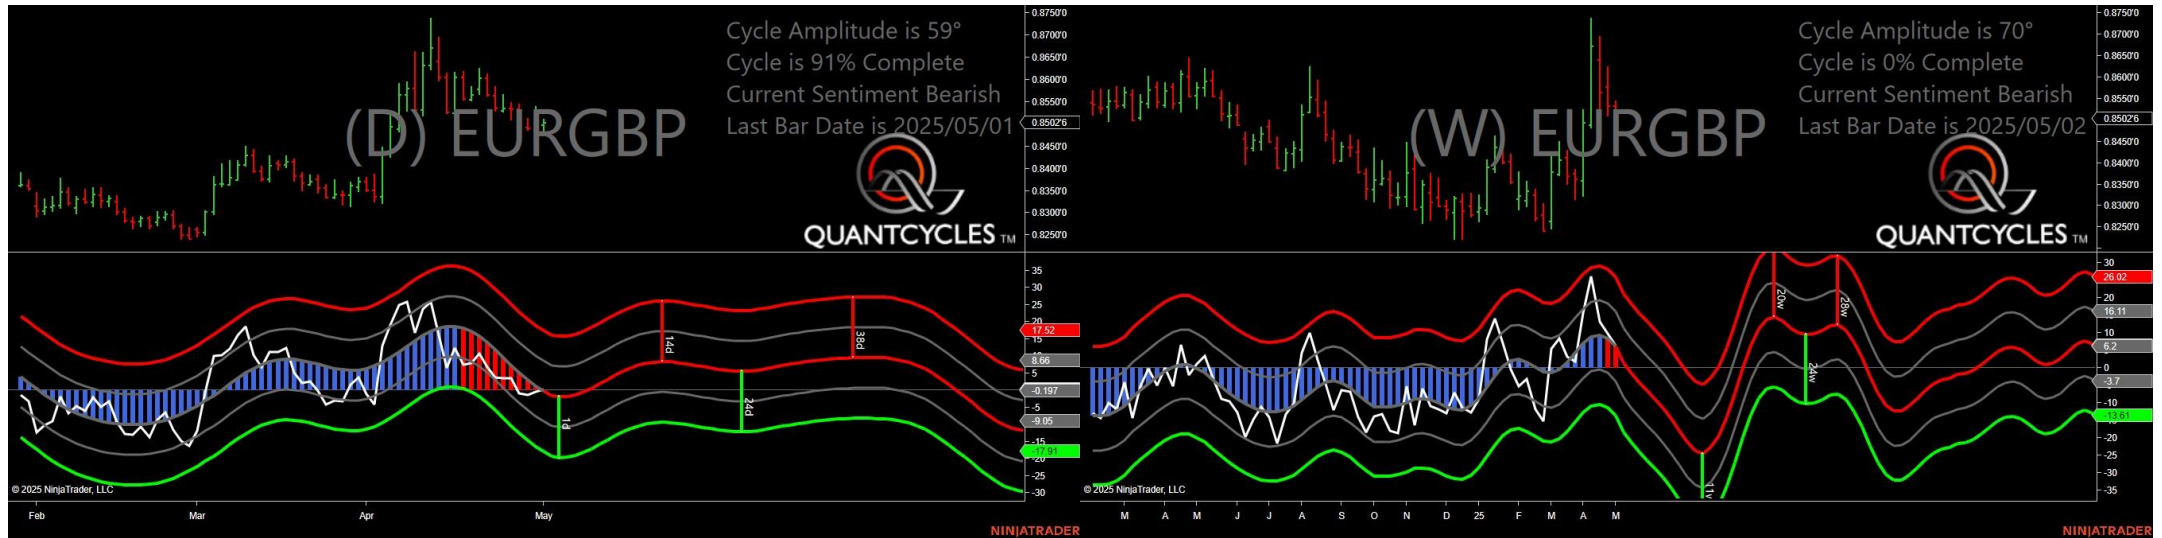 Cycle Amplitude is 59°
Cycle is 91% Complete
Current Sentiment Bearish
Last Bar Date is 2025/05/01
(D) EURGBP
QUANTCYCLES TM
0.8750'0
0.8700'0
0.8650'0
0.8600'0
0.8550'0
0.8502'6
0.8450'0
0.8400'0
0.8350'0
0.8300'0
0.8250'0
35
30
25
20
17.52
15
8.66
5
-0.197
-5
-9.05
-15
-17.91
-20
-25
-30
14d
38d
1d
24d
© 2025 NinjaTrader, LLC
Feb
Mar
Apr
May
NINJATRADER
Cycle Amplitude is 70°
Cycle is 0% Complete
Current Sentiment Bearish
Last Bar Date is 2025/05/02
(W) EURGBP
QUANTCYCLES TM
0.8750'0
0.8700'0
0.8650'0
0.8600'0
0.8550'0
0.8502'6
0.8450'0
0.8400'0
0.8350'0
0.8300'0
0.8250'0
30
26.02
20
16.11
10
6.2
0
-3.7
-10
-13.61
-20
-25
-30
-35
20w
28w
24w
© 2025 NinjaTrader, LLC
M
A
M
J
J
A
S
O
N
D
25
F
M
A
M
NINJATRADER